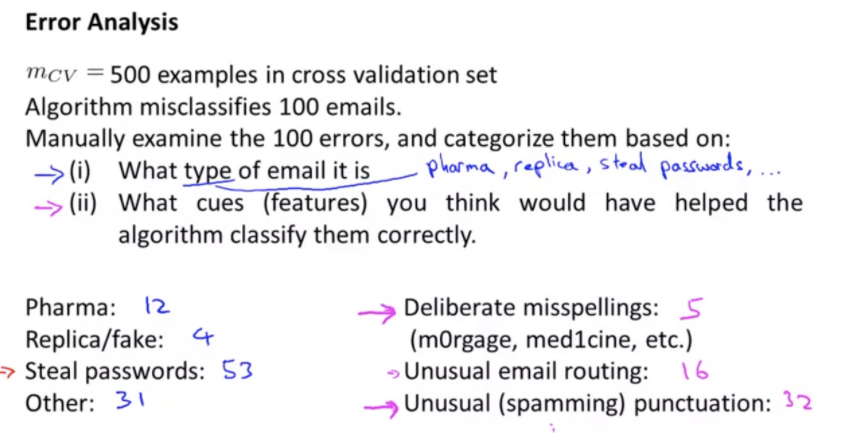 Error Analysis
m_CV = 500 examples in cross validation set
Algorithm misclassifies 100 emails.
Manually examine the 100 errors, and categorize them based on:
→ (i) What type of email it is pharma, replica, steal passwords, ...
→ (ii) What cues (features) you think would have helped the
algorithm classify them correctly.
Pharma: 12
Replica/fake: 4
→ Steal passwords: 53
Other: 31
→ Deliberate misspellings: 5
(m0rgage, med1cine, etc.)
→ Unusual email routing: 16
→ Unusual (spamming) punctuation: 32